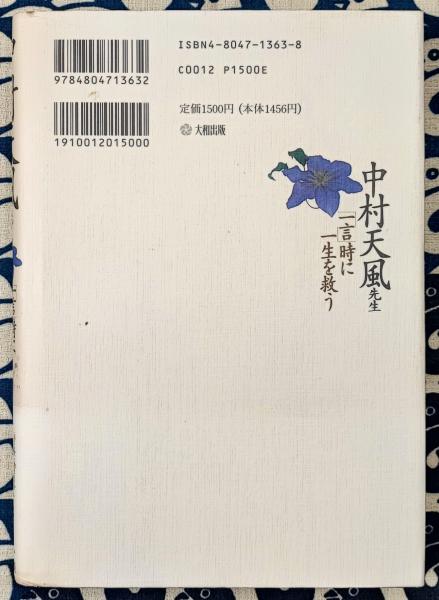 ISBN4-8047-1363-8
C0012 P1500E
9784804713632
1910012015000
定価1500円（本体1456円）
大和出版
中村天風先生
「一言」時に
一生を救う